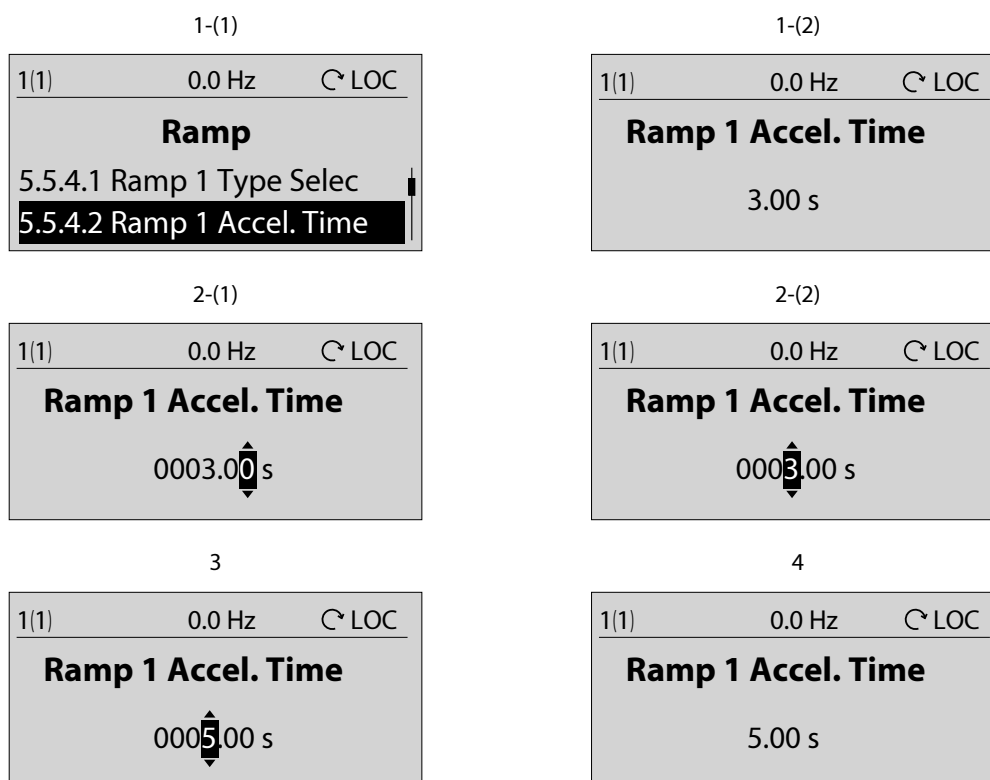 1-(1)
1(1) 0.0 Hz LOC
Ramp
5.5.4.1 Ramp 1 Type Selec
5.5.4.2 Ramp 1 Accel. Time
1-(2)
1(1) 0.0 Hz LOC
Ramp 1 Accel. Time
3.00 s
2-(1)
1(1) 0.0 Hz LOC
Ramp 1 Accel. Time
0003.00 s
2-(2)
1(1) 0.0 Hz LOC
Ramp 1 Accel. Time
0003.00 s
3
1(1) 0.0 Hz LOC
Ramp 1 Accel. Time
0005.00 s
4
1(1) 0.0 Hz LOC
Ramp 1 Accel. Time
5.00 s